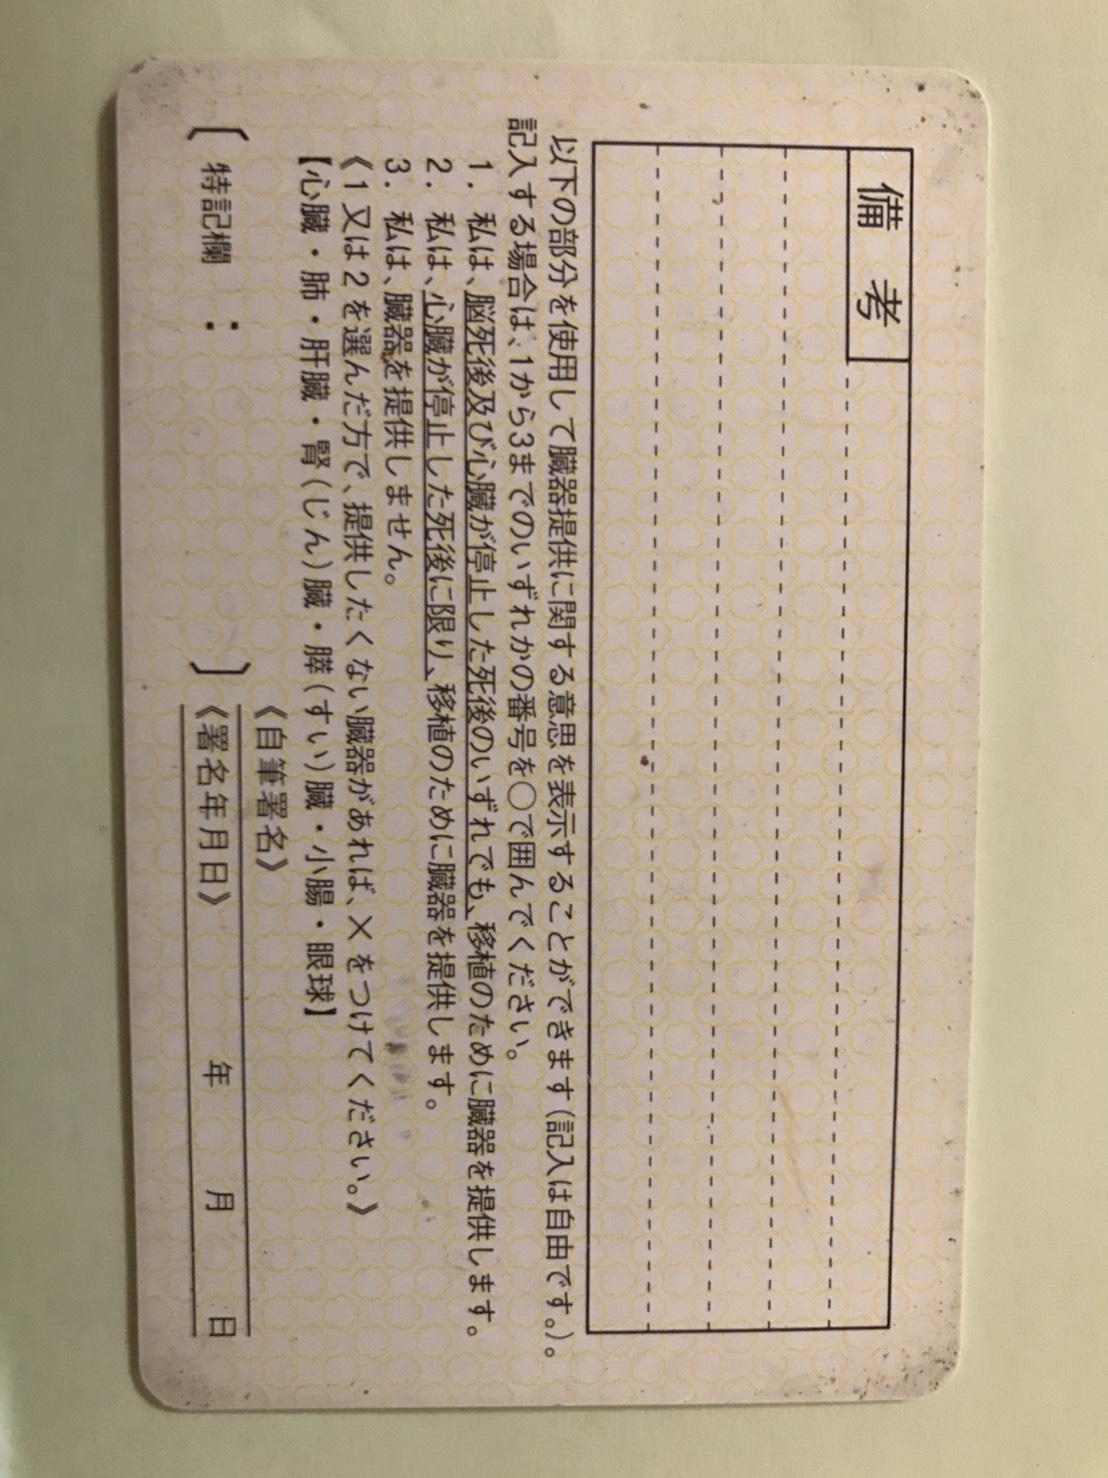 備 考
以下の部分を使用して臓器提供に関する意思を表示することができます(記入は自由です。)。
記入する場合は、1から3までのいずれかの番号を○で囲んでください。
1. 私は、脳死後及び心臓が停止した死後のいずれでも、移植のために臓器を提供します。
2. 私は、心臓が停止した死後に限り、移植のために臓器を提供します。
3. 私は、臓器を提供しません。
《1又は2を選んだ方で、提供したくない臓器があれば、×をつけてください。》
【心臓・肺・肝臓・腎(じん)臓・膵(すい)臓・小腸・眼球】
〔特記欄: 〕
《自筆署名》
《署名年月日》 年 月 日